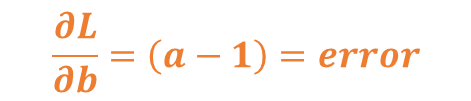 ∂L/∂b = (a − 1) = error